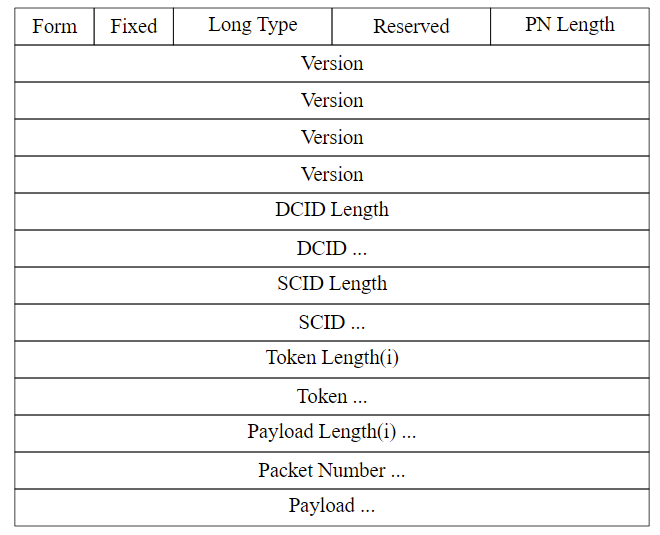 Form Fixed Long Type Reserved PN Length
Version
Version
Version
Version
DCID Length
DCID ...
SCID Length
SCID ...
Token Length(i)
Token ...
Payload Length(i) ...
Packet Number ...
Payload ...